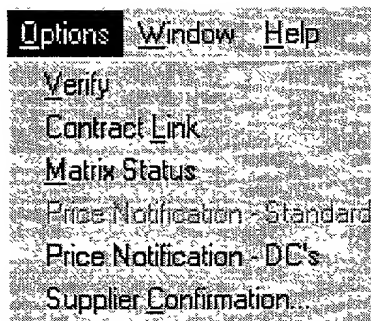 Options Window Help
Verify
Contract Link
Matrix Status
Price Notification - Standard
Price Notification - DC's
Supplier Confirmation...